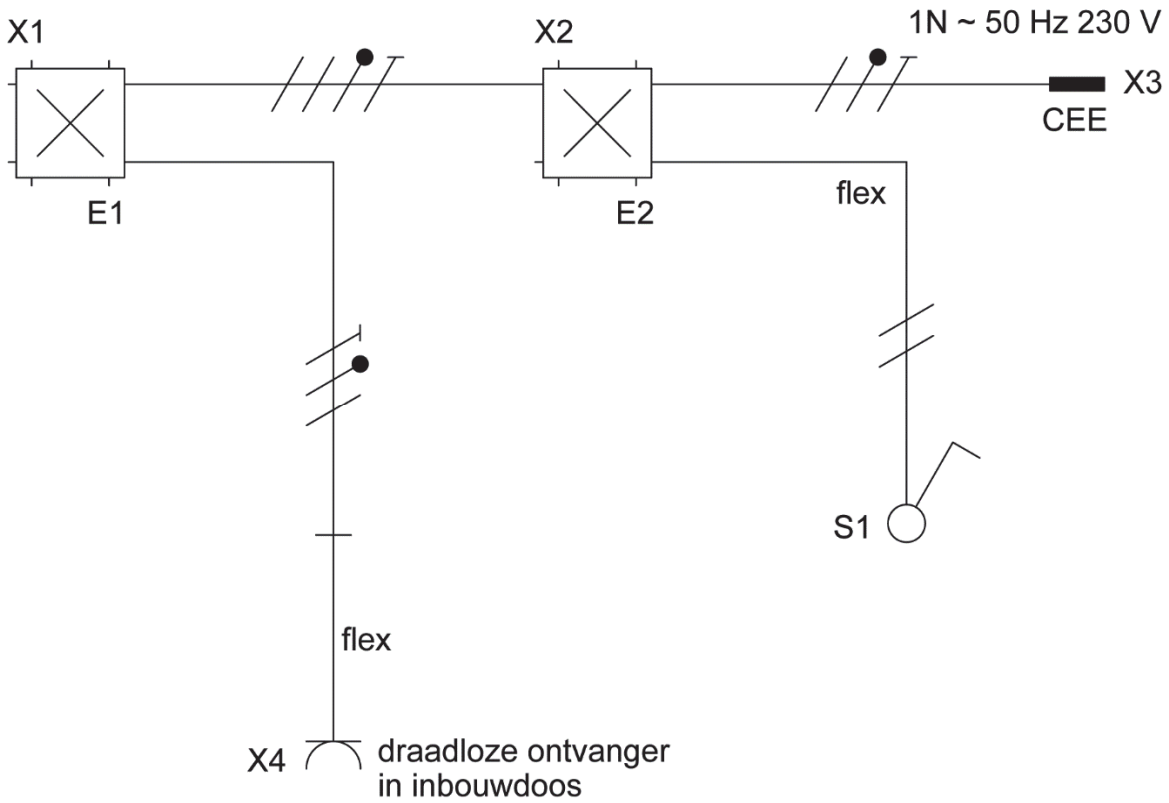 X1
X2
1N ~ 50 Hz 230 V
X3
CEE
E1
E2
flex
S1
flex
X4
draadloze ontvanger
in inbouwdoos